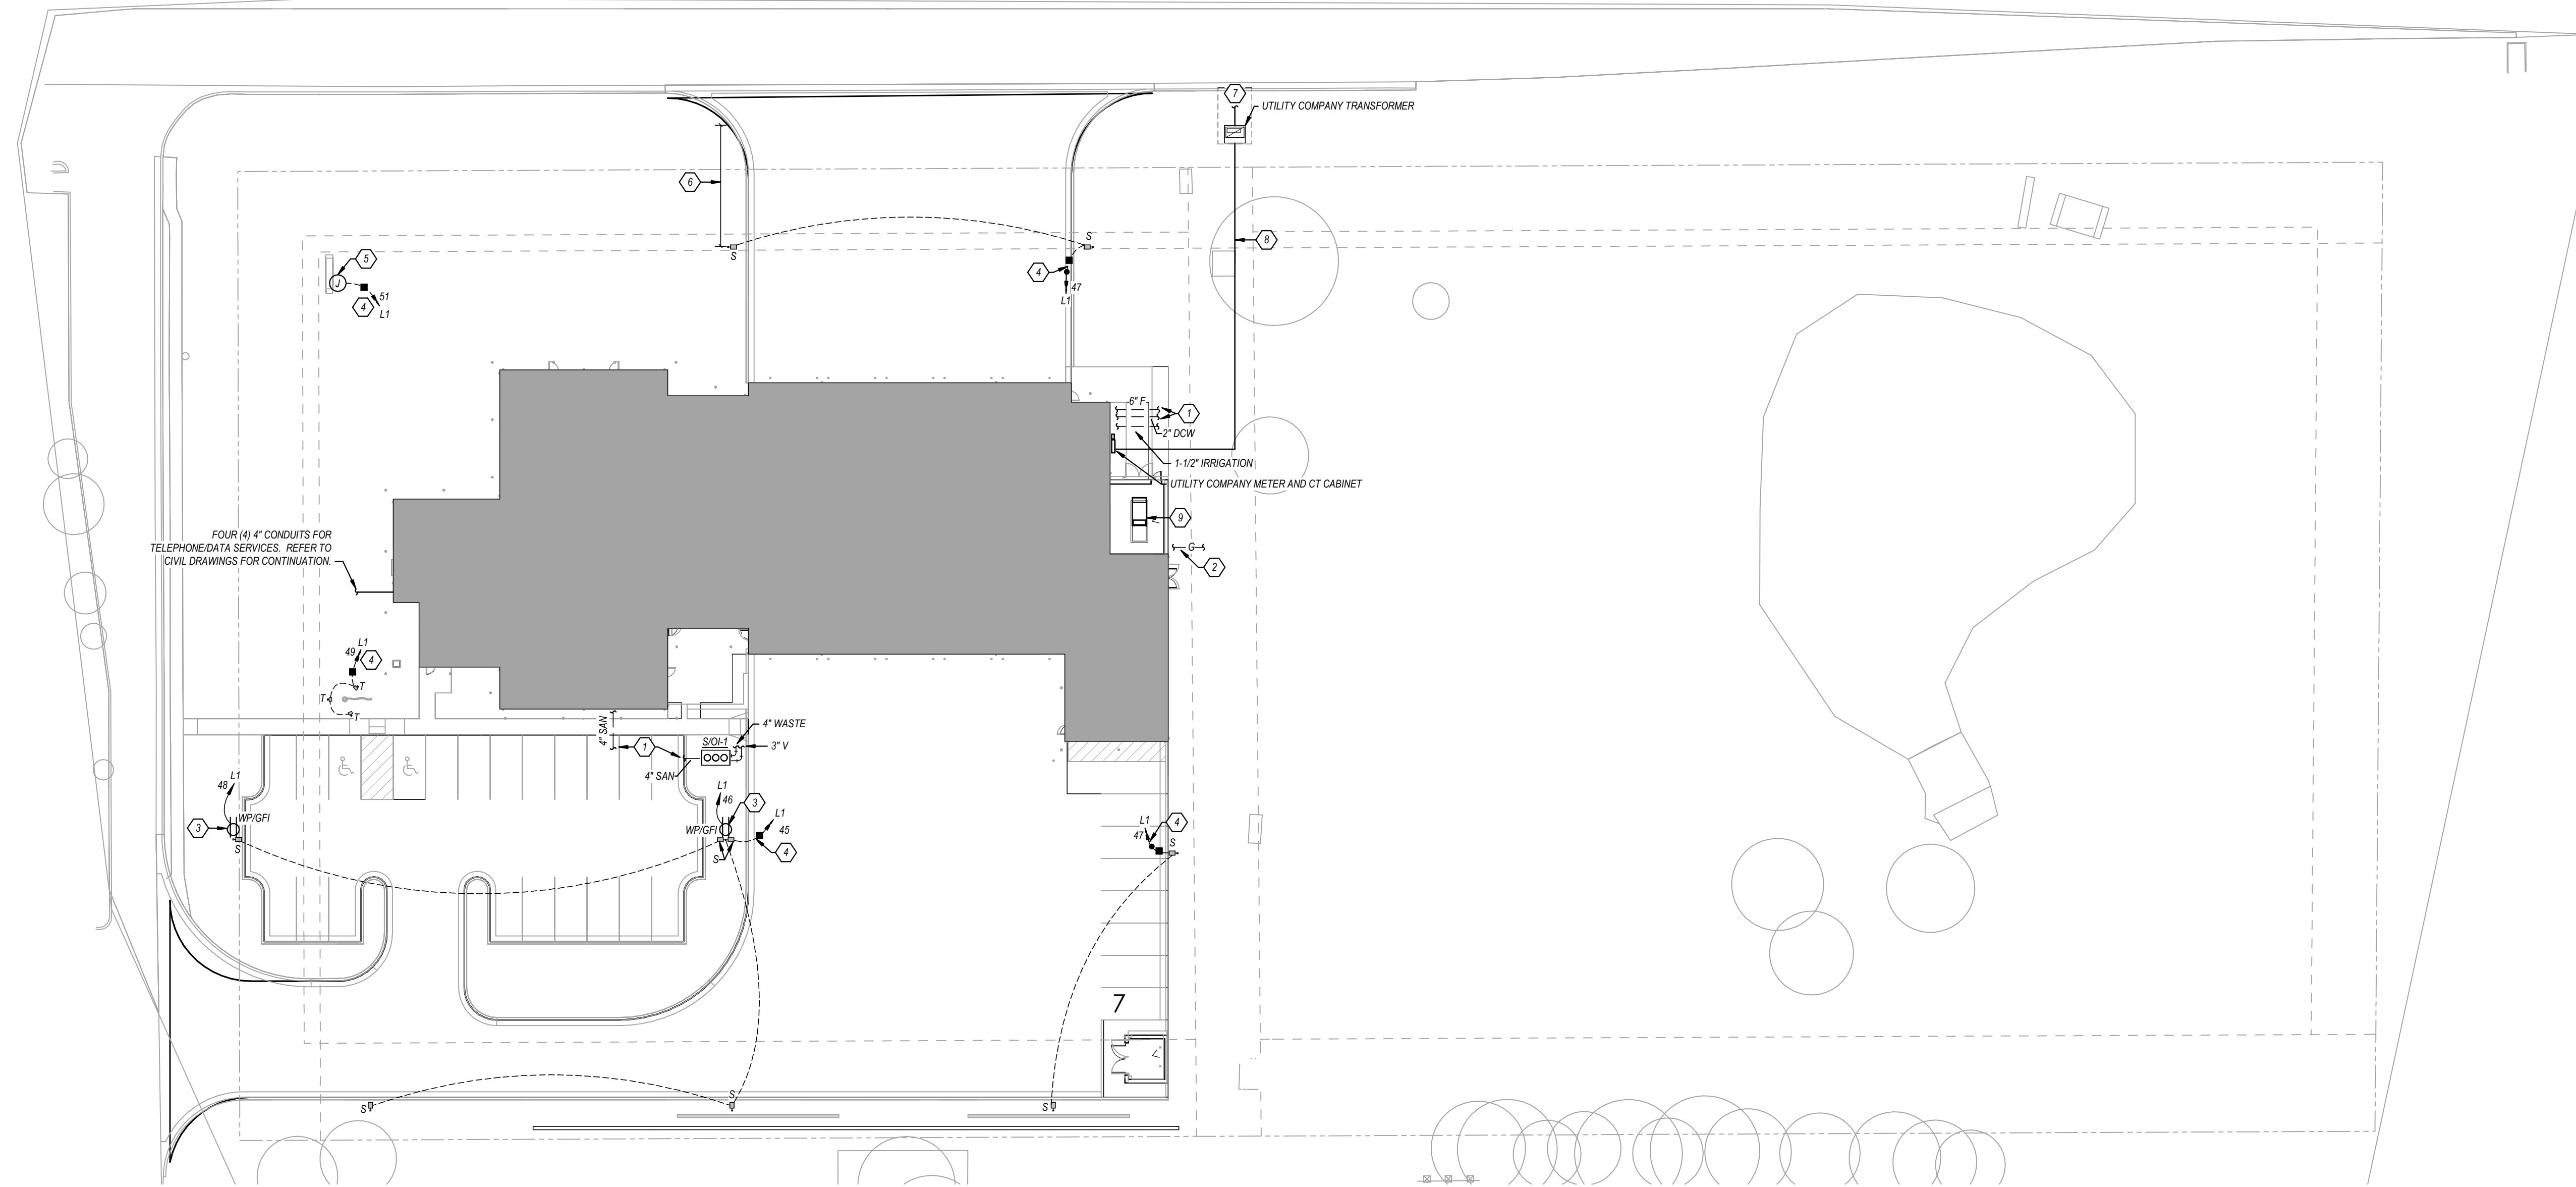 7
UTILITY COMPANY TRANSFORMER
6
S
S
8
5
4
J
47
L1
51
4
L1
6" F
1
2" DCW
1-1/2" IRRIGATION
UTILITY COMPANY METER AND CT CABINET
9
FOUR (4) 4" CONDUITS FOR
TELEPHONE/DATA SERVICES. REFER TO
CIVIL DRAWINGS FOR CONTINUATION.
G
2
L1
49
4
T
T
T
4" SAN
4" WASTE
S/OI-1
1
3" V
4" SAN
L1
48
L1
46
3
L1
45
WP/GFI
3
WP/GFI
S
S
4
L1
47
4
S
7
S
S
S